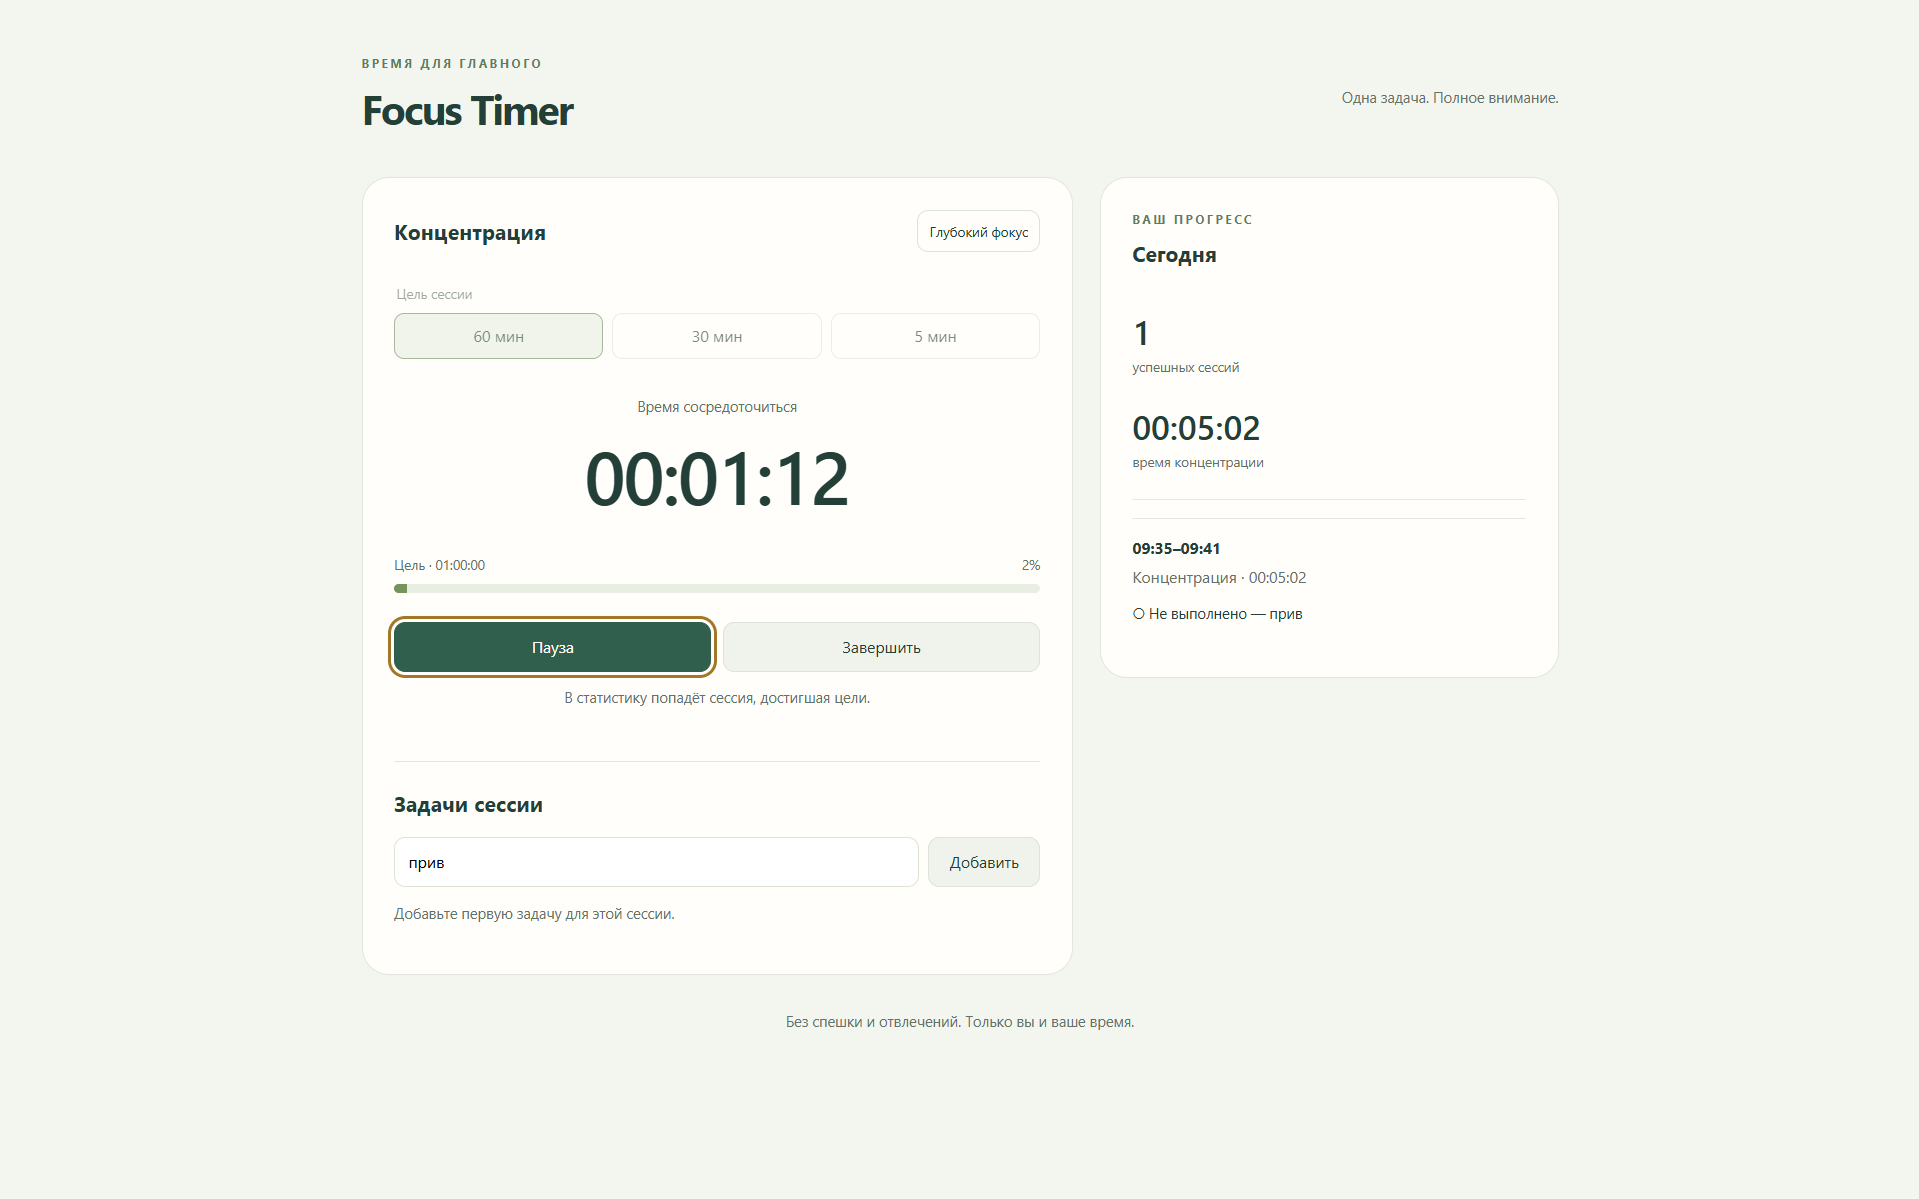 ВРЕМЯ ДЛЯ ГЛАВНОГО
Focus Timer
Одна задача. Полное внимание.
Концентрация
Глубокий фокус
Цель сессии
60 мин
30 мин
5 мин
Время сосредоточиться
00:01:12
Цель · 01:00:00
2%
Пауза
Завершить
В статистику попадёт сессия, достигшая цели.
Задачи сессии
прив
Добавить
Добавьте первую задачу для этой сессии.
ВАШ ПРОГРЕСС
Сегодня
1
успешных сессий
00:05:02
время концентрации
09:35–09:41
Концентрация · 00:05:02
○ Не выполнено — прив
Без спешки и отвлечений. Только вы и ваше время.